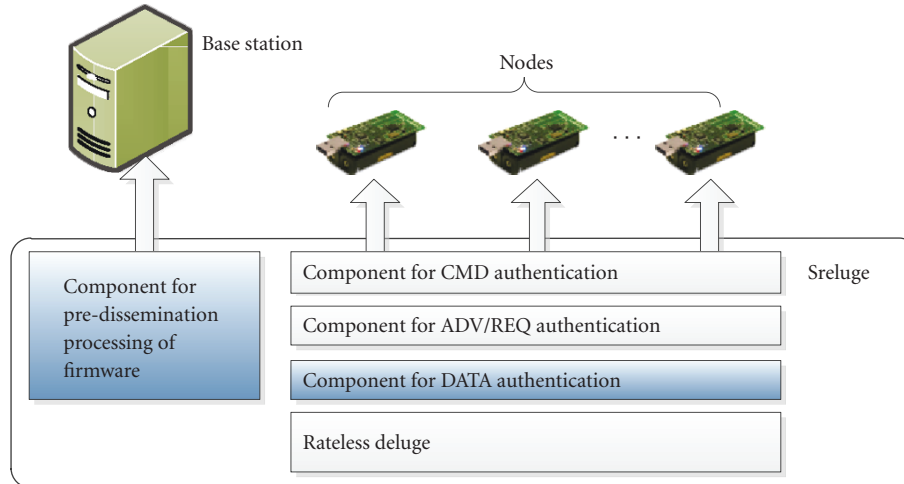 Base station
Nodes
. . .
Component for
pre-dissemination
processing of
firmware
Component for CMD authentication
Sreluge
Component for ADV/REQ authentication
Component for DATA authentication
Rateless deluge